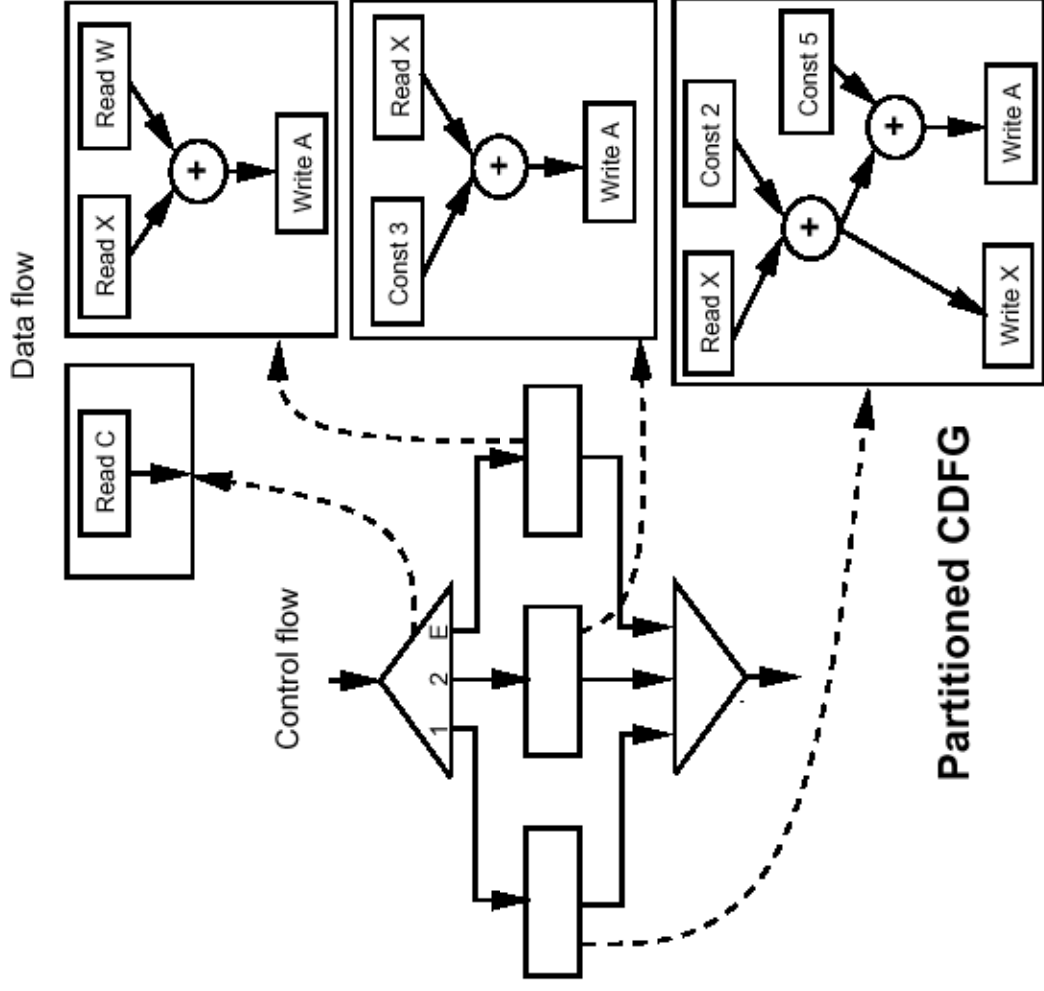 Control flow
1
2
E
Data flow
Read C
Read X
Read W
+
Write A
Const 3
Read X
+
Write A
Read X
Const 2
Const 5
+
+
Write X
Write A
Partitioned CDFG